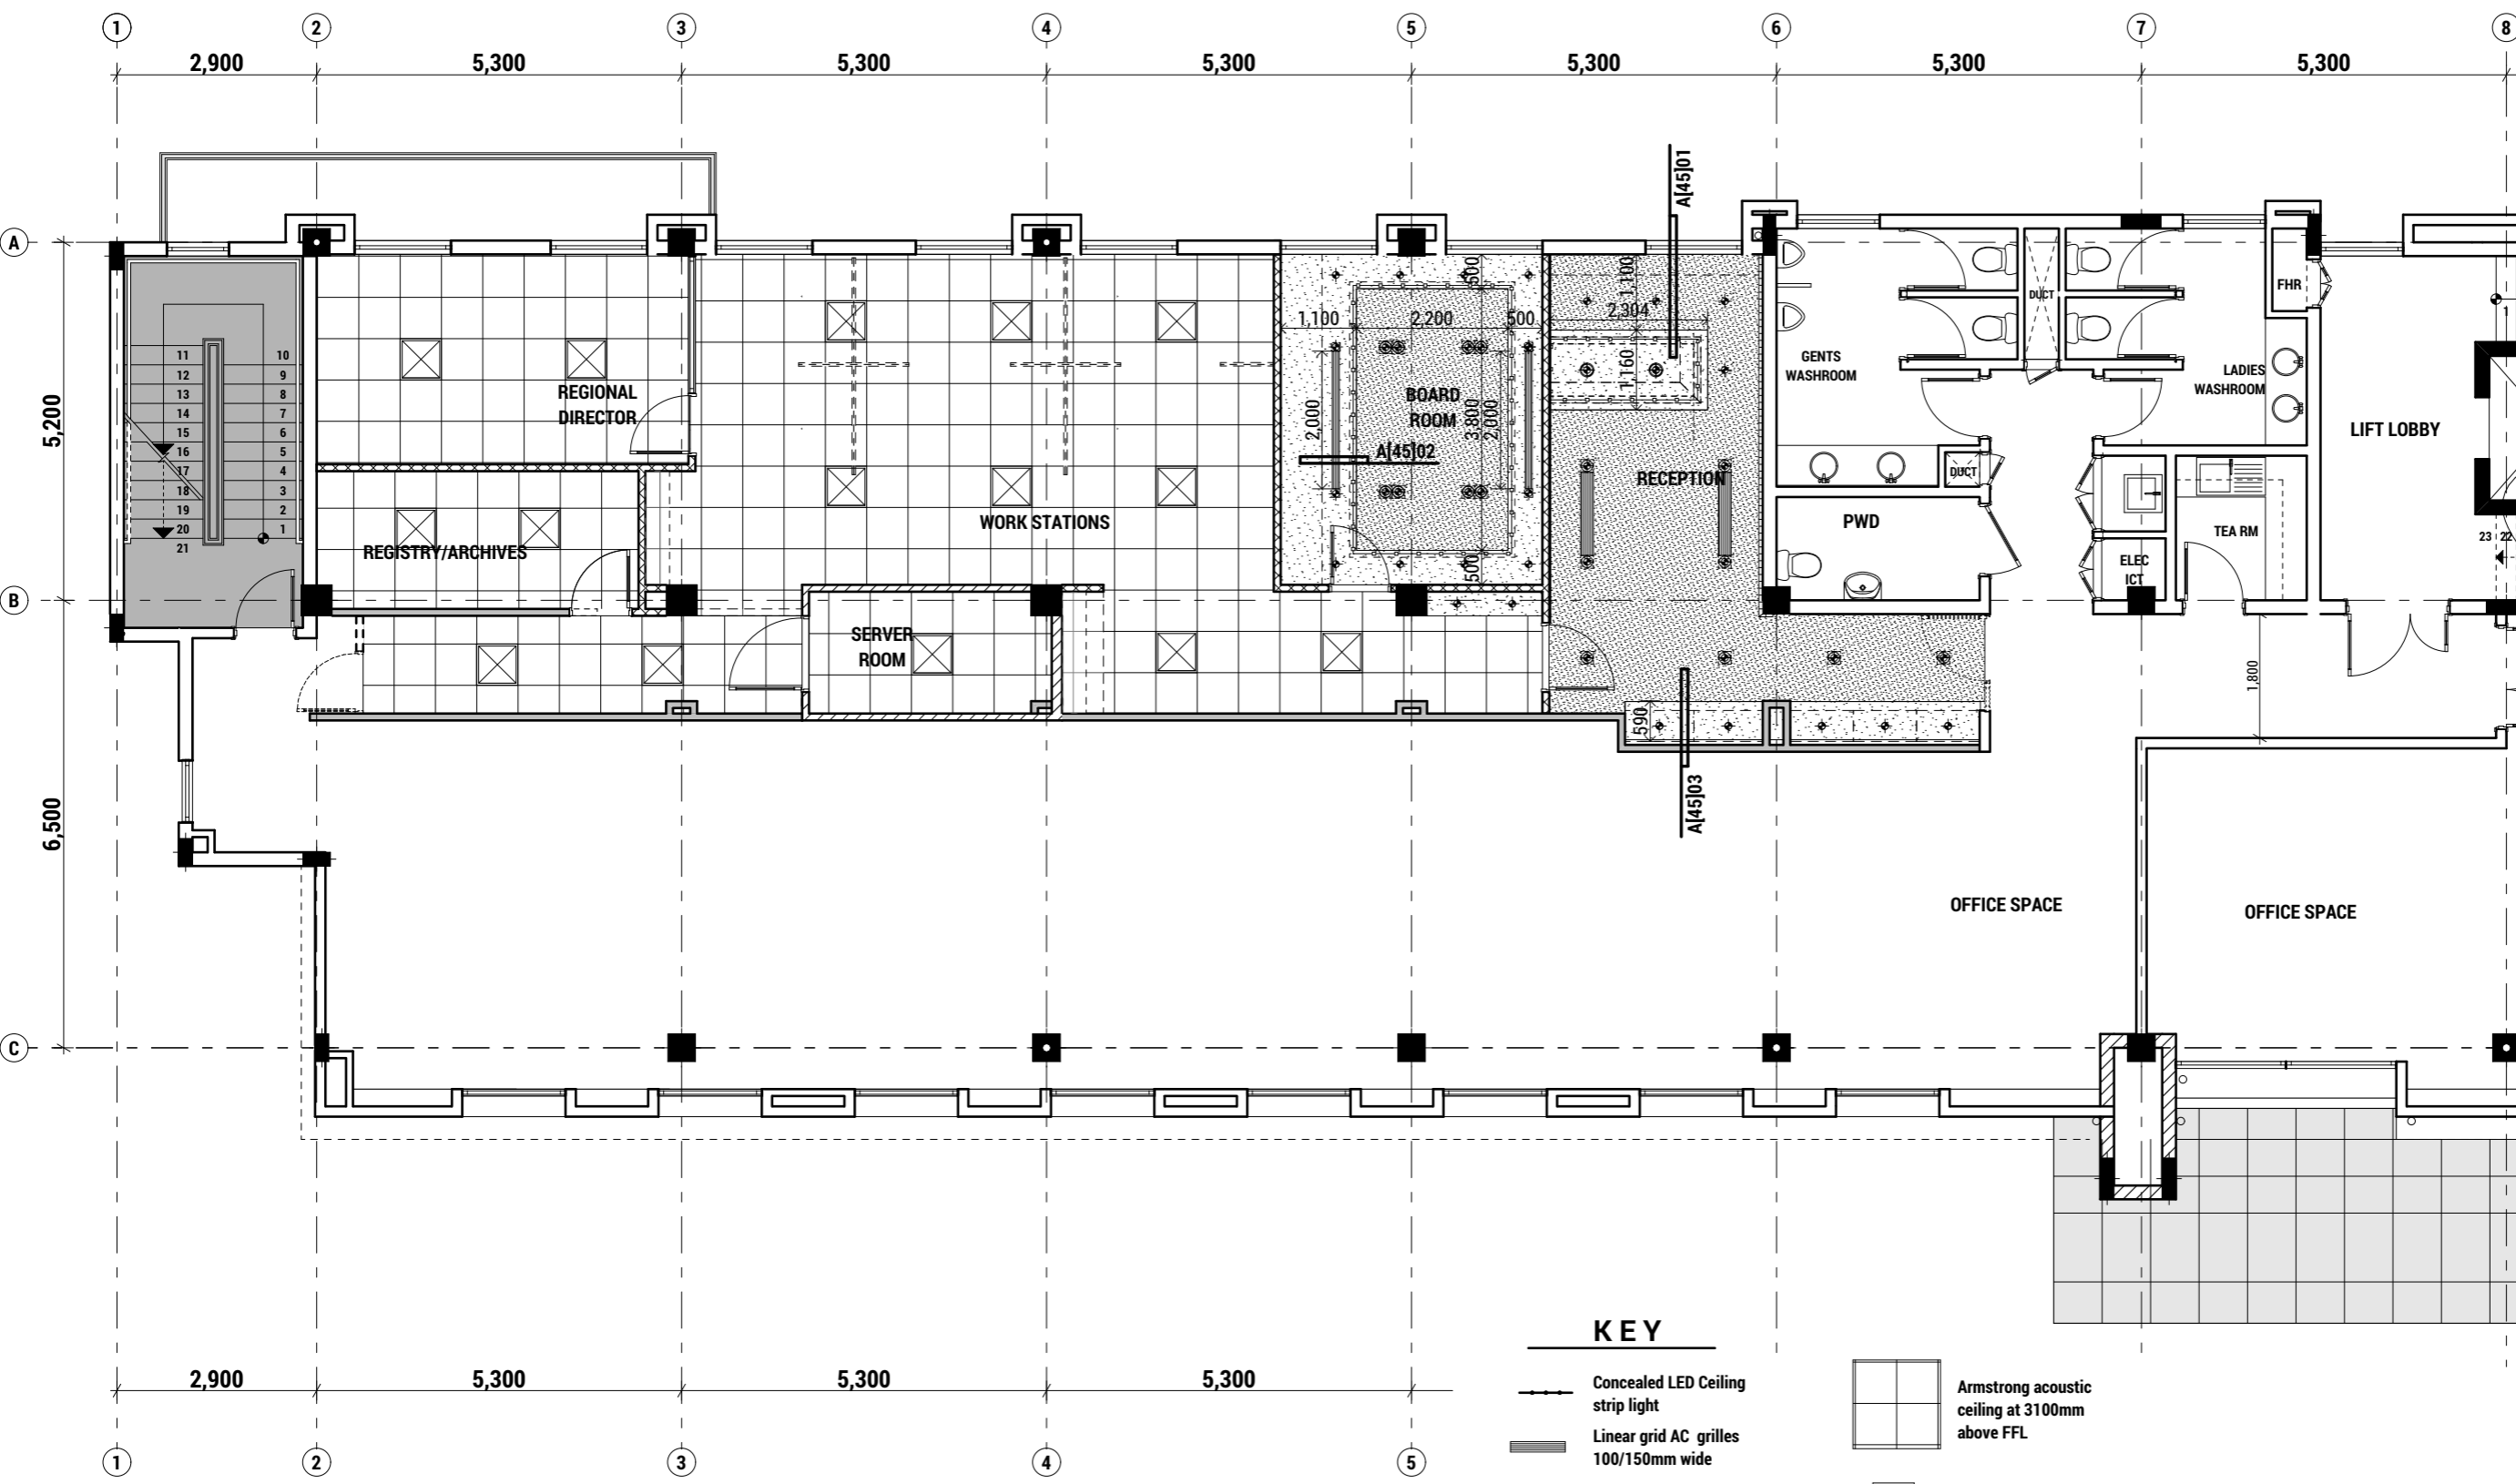 1 2 3 4 5 6 7 8
2,900 5,300 5,300 5,300 5,300 5,300 5,300
A[45]01
A
5,200
B
6,500
C
11 10
12 9
13 8
14 7
15 6
16 5
17 4
18 3
19 2
20 1
21
REGIONAL
DIRECTOR
REGISTRY/ARCHIVES
WORK STATIONS
SERVER
ROOM
500
1,100 2,200 500
BOARD
ROOM
2,000
3,800
2,000
A[45]02
500
1,100
2,304
1,160
RECEPTION
590
A[45]03
GENTS
WASHROOM
DUCT
DUCT
PWD
LADIES
WASHROOM
FHR
LIFT LOBBY
TEA RM
ELEC
ICT
1
23 22
1,800
OFFICE SPACE
OFFICE SPACE
2,900 5,300 5,300 5,300
1 2 3 4 5
KEY
Concealed LED Ceiling
strip light
Linear grid AC grilles
100/150mm wide
Armstrong acoustic
ceiling at 3100mm
above FFL